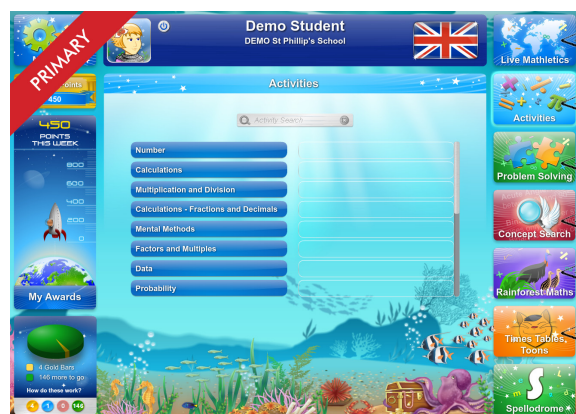 PRIMARY
Demo Student
DEMO St Phillip's School
Points
450
450
POINTS
THIS WEEK
800
600
400
200
0
My Awards
4 Gold Bars
146 more to go
How do these work?
4
1
0
146
Activities
Activity Search
Number
Calculations
Multiplication and Division
Calculations - Fractions and Decimals
Mental Methods
Factors and Multiples
Data
Probability
Live Mathletics
Activities
Problem Solving
Concept Search
Rainforest Maths
Times Tables
Toons
Spellodrome